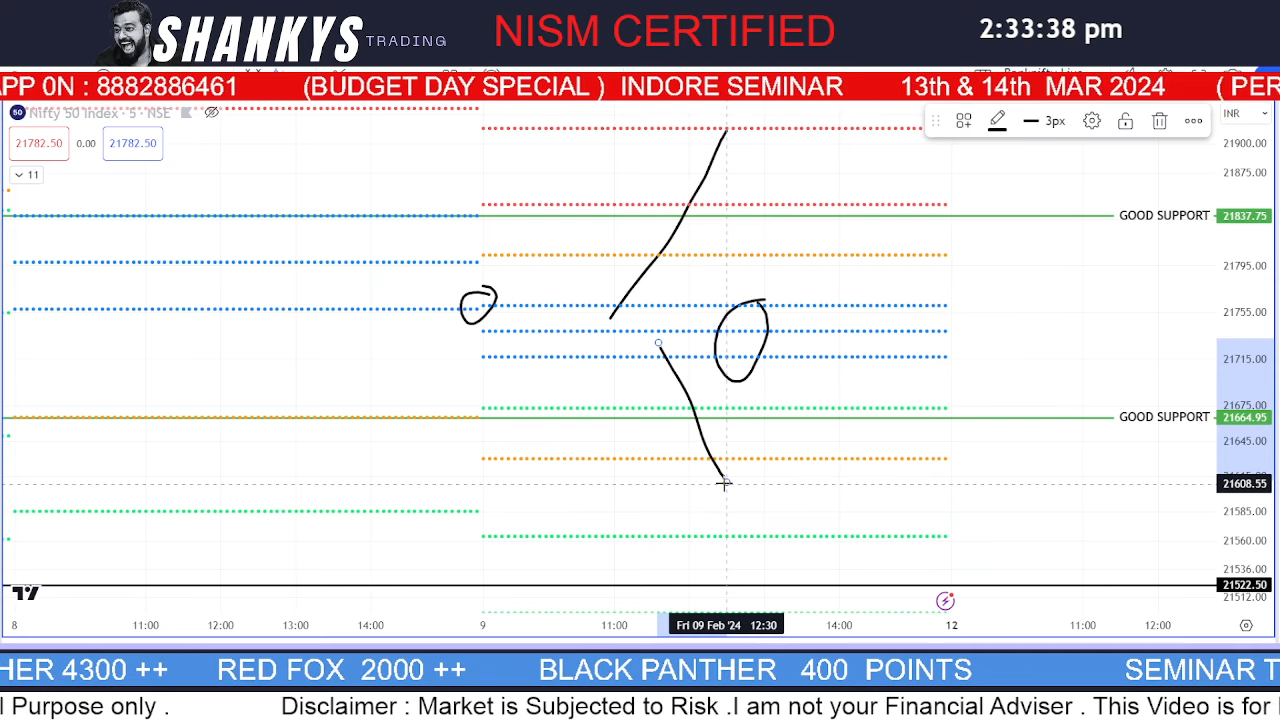 SHANKYS
TRADING
NISM CERTIFIED
2:33:38 pm
APP 0N : 8882886461 (BUDGET DAY SPECIAL ) INDORE SEMINAR 13th & 14th MAR 2024 ( PER
50 Nifty 50 Index · 5 · NSE
INR
3px
21782.50 0.00 21782.50
11
21900.00
21875.00
GOOD SUPPORT 21837.75
21795.00
21755.00
21715.00
21675.00
GOOD SUPPORT 21664.95
21645.00
21608.55
21585.00
21560.00
21536.00
21522.50
21512.00
8 11:00 12:00 13:00 14:00 9 11:00 Fri 09 Feb '24 12:30 14:00 12 11:00 12:00
HER 4300 ++ RED FOX 2000 ++ BLACK PANTHER 400 POINTS SEMINAR T
l Purpose only . Disclaimer : Market is Subjected to Risk .I am not your Financial Adviser . This Video is for